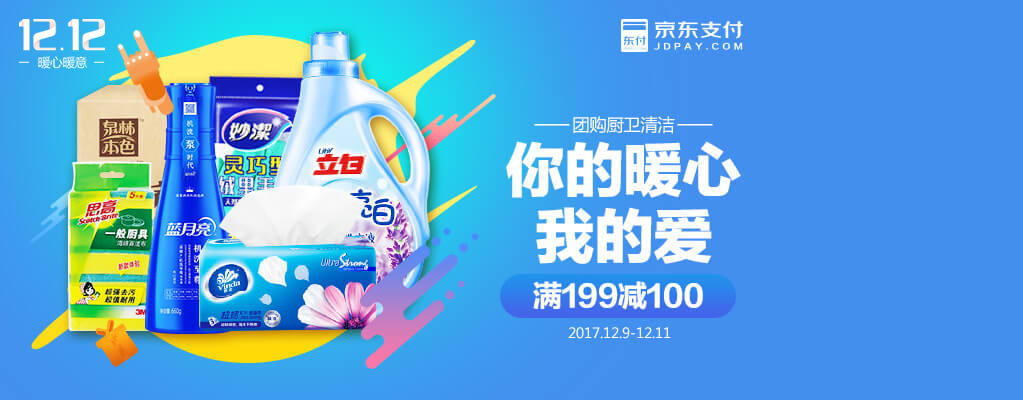 12.12
暖心暖意
东付
京东支付
JDPAY.COM
团购厨卫清洁
你的暖心
我的爱
满199减100
2017.12.9-12.11
泉林
本色
思高
Scotch-Brite
一般厨具
超强去污
超值耐用
3M
机洗
泵
时代
蓝月亮
660g
妙潔
灵巧型
立白
Vinda
Ultra Strong